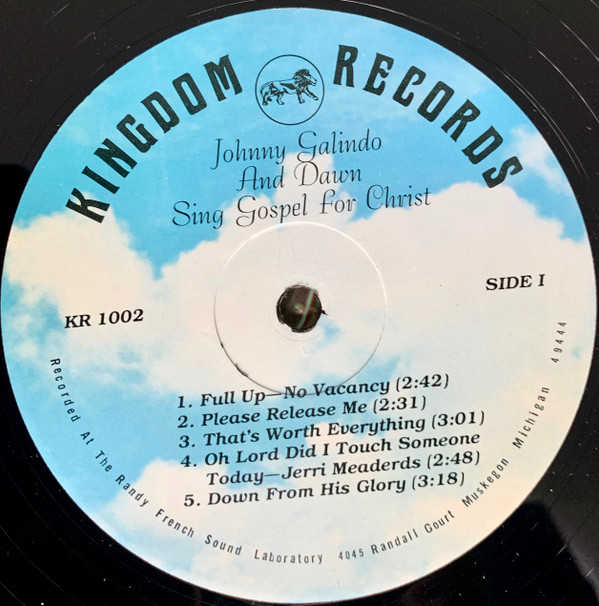 KINGDOM RECORDS
Johnny Galindo
And Dawn
Sing Gospel For Christ
KR 1002
SIDE I
1. Full Up—No Vacancy (2:42)
2. Please Release Me (2:31)
3. That's Worth Everything (3:01)
4. Oh Lord Did I Touch Someone
Today—Jerri Meaderds (2:48)
5. Down From His Glory (3:18)
Recorded At The Randy French Sound Laboratory 4045 Randall Court Muskegon Michigan 49444